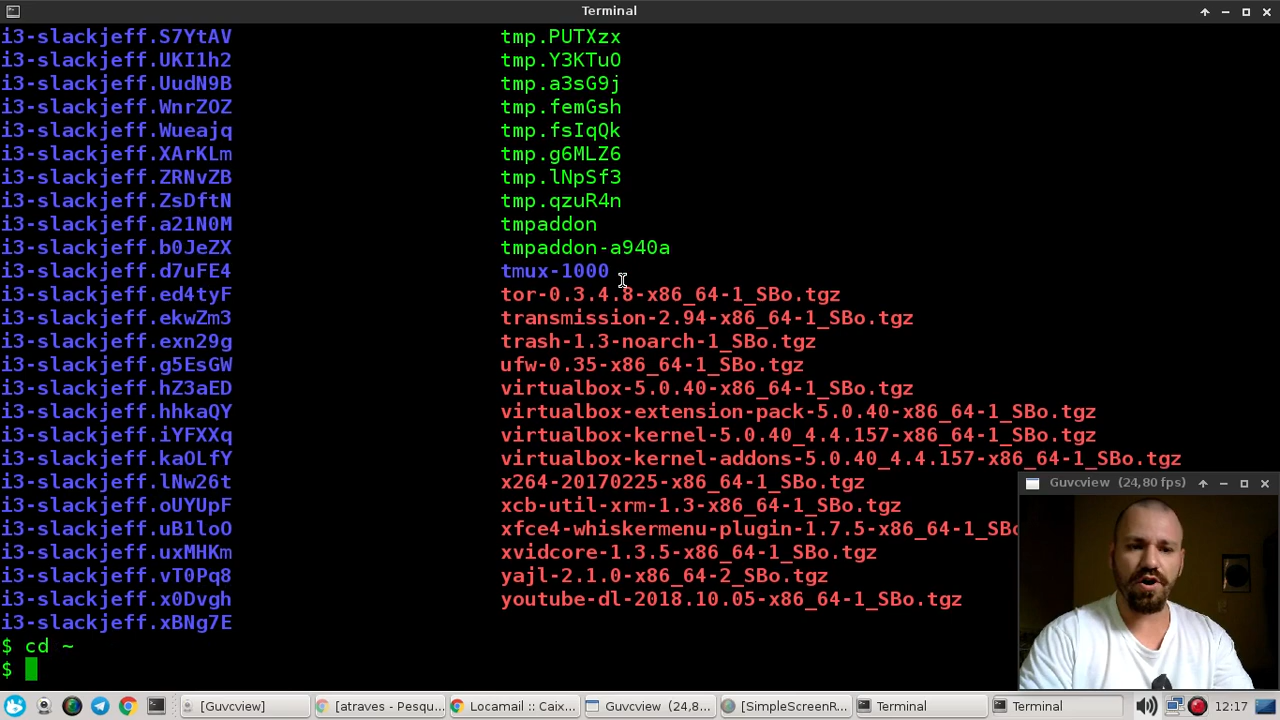 Terminal
i3-slackjeff.S7YtAV tmp.PUTXzx
i3-slackjeff.UKI1h2 tmp.Y3KTuO
i3-slackjeff.UudN9B tmp.a3sG9j
i3-slackjeff.WnrZOZ tmp.femGsh
i3-slackjeff.Wueajq tmp.fsIqQk
i3-slackjeff.XArKLm tmp.g6MLZ6
i3-slackjeff.ZRNvZB tmp.lNpSf3
i3-slackjeff.ZsDftN tmp.qzuR4n
i3-slackjeff.a21N0M tmpaddon
i3-slackjeff.b0JeZX tmpaddon-a940a
i3-slackjeff.d7uFE4 tmux-1000
i3-slackjeff.ed4tyF tor-0.3.4.8-x86_64-1_SBo.tgz
i3-slackjeff.ekwZm3 transmission-2.94-x86_64-1_SBo.tgz
i3-slackjeff.exn29g trash-1.3-noarch-1_SBo.tgz
i3-slackjeff.g5EsGW ufw-0.35-x86_64-1_SBo.tgz
i3-slackjeff.hZ3aED virtualbox-5.0.40-x86_64-1_SBo.tgz
i3-slackjeff.hhkaQY virtualbox-extension-pack-5.0.40-x86_64-1_SBo.tgz
i3-slackjeff.iYFXXq virtualbox-kernel-5.0.40_4.4.157-x86_64-1_SBo.tgz
i3-slackjeff.kaOLfY virtualbox-kernel-addons-5.0.40_4.4.157-x86_64-1_SBo.tgz
i3-slackjeff.lNw26t x264-20170225-x86_64-1_SBo.tgz
i3-slackjeff.oUYUpF xcb-util-xrm-1.3-x86_64-1_SBo.tgz
i3-slackjeff.uB1loO xfce4-whiskermenu-plugin-1.7.5-x86_64-1_SBo
i3-slackjeff.uxMHKm xvidcore-1.3.5-x86_64-1_SBo.tgz
i3-slackjeff.vT0Pq8 yajl-2.1.0-x86_64-2_SBo.tgz
i3-slackjeff.x0Dvgh youtube-dl-2018.10.05-x86_64-1_SBo.tgz
i3-slackjeff.xBNg7E
$ cd ~
$
Guvcview (24,80 fps)
[Guvcview] [atraves - Pesqu... Locamail :: Caix... Guvcview (24,8... [SimpleScreenR... Terminal Terminal 12:17